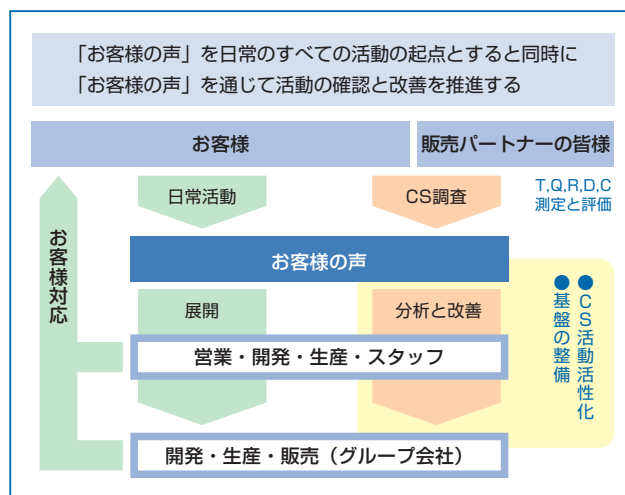 「お客様の声」を日常のすべての活動の起点とすると同時に
「お客様の声」を通じて活動の確認と改善を推進する
お客様
販売パートナーの皆様
日常活動
CS調査
T,Q,R,D,C
測定と評価
お客様の声
お客様対応
展開
分析と改善
●CS活動活性化
●基盤の整備
営業・開発・生産・スタッフ
開発・生産・販売（グループ会社）